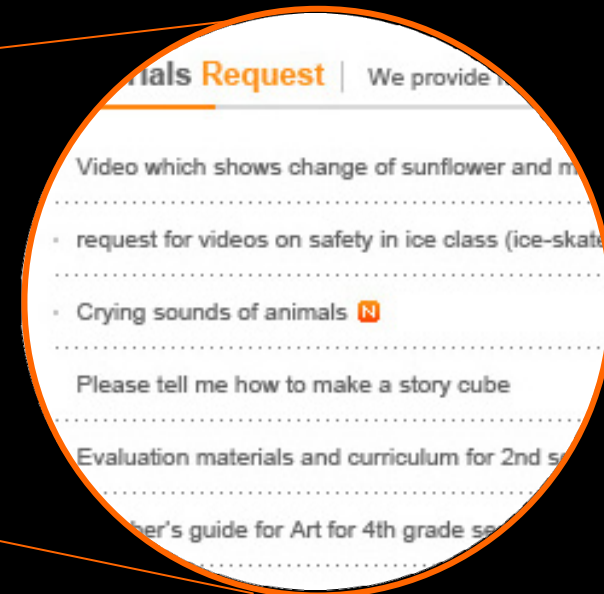 Request | We provide
Video which shows change of sunflower and
request for videos on safety in ice class (ice-skate
Crying sounds of animals N
Please tell me how to make a story cube
Evaluation materials and curriculum for 2nd
guide for Art for 4th grade